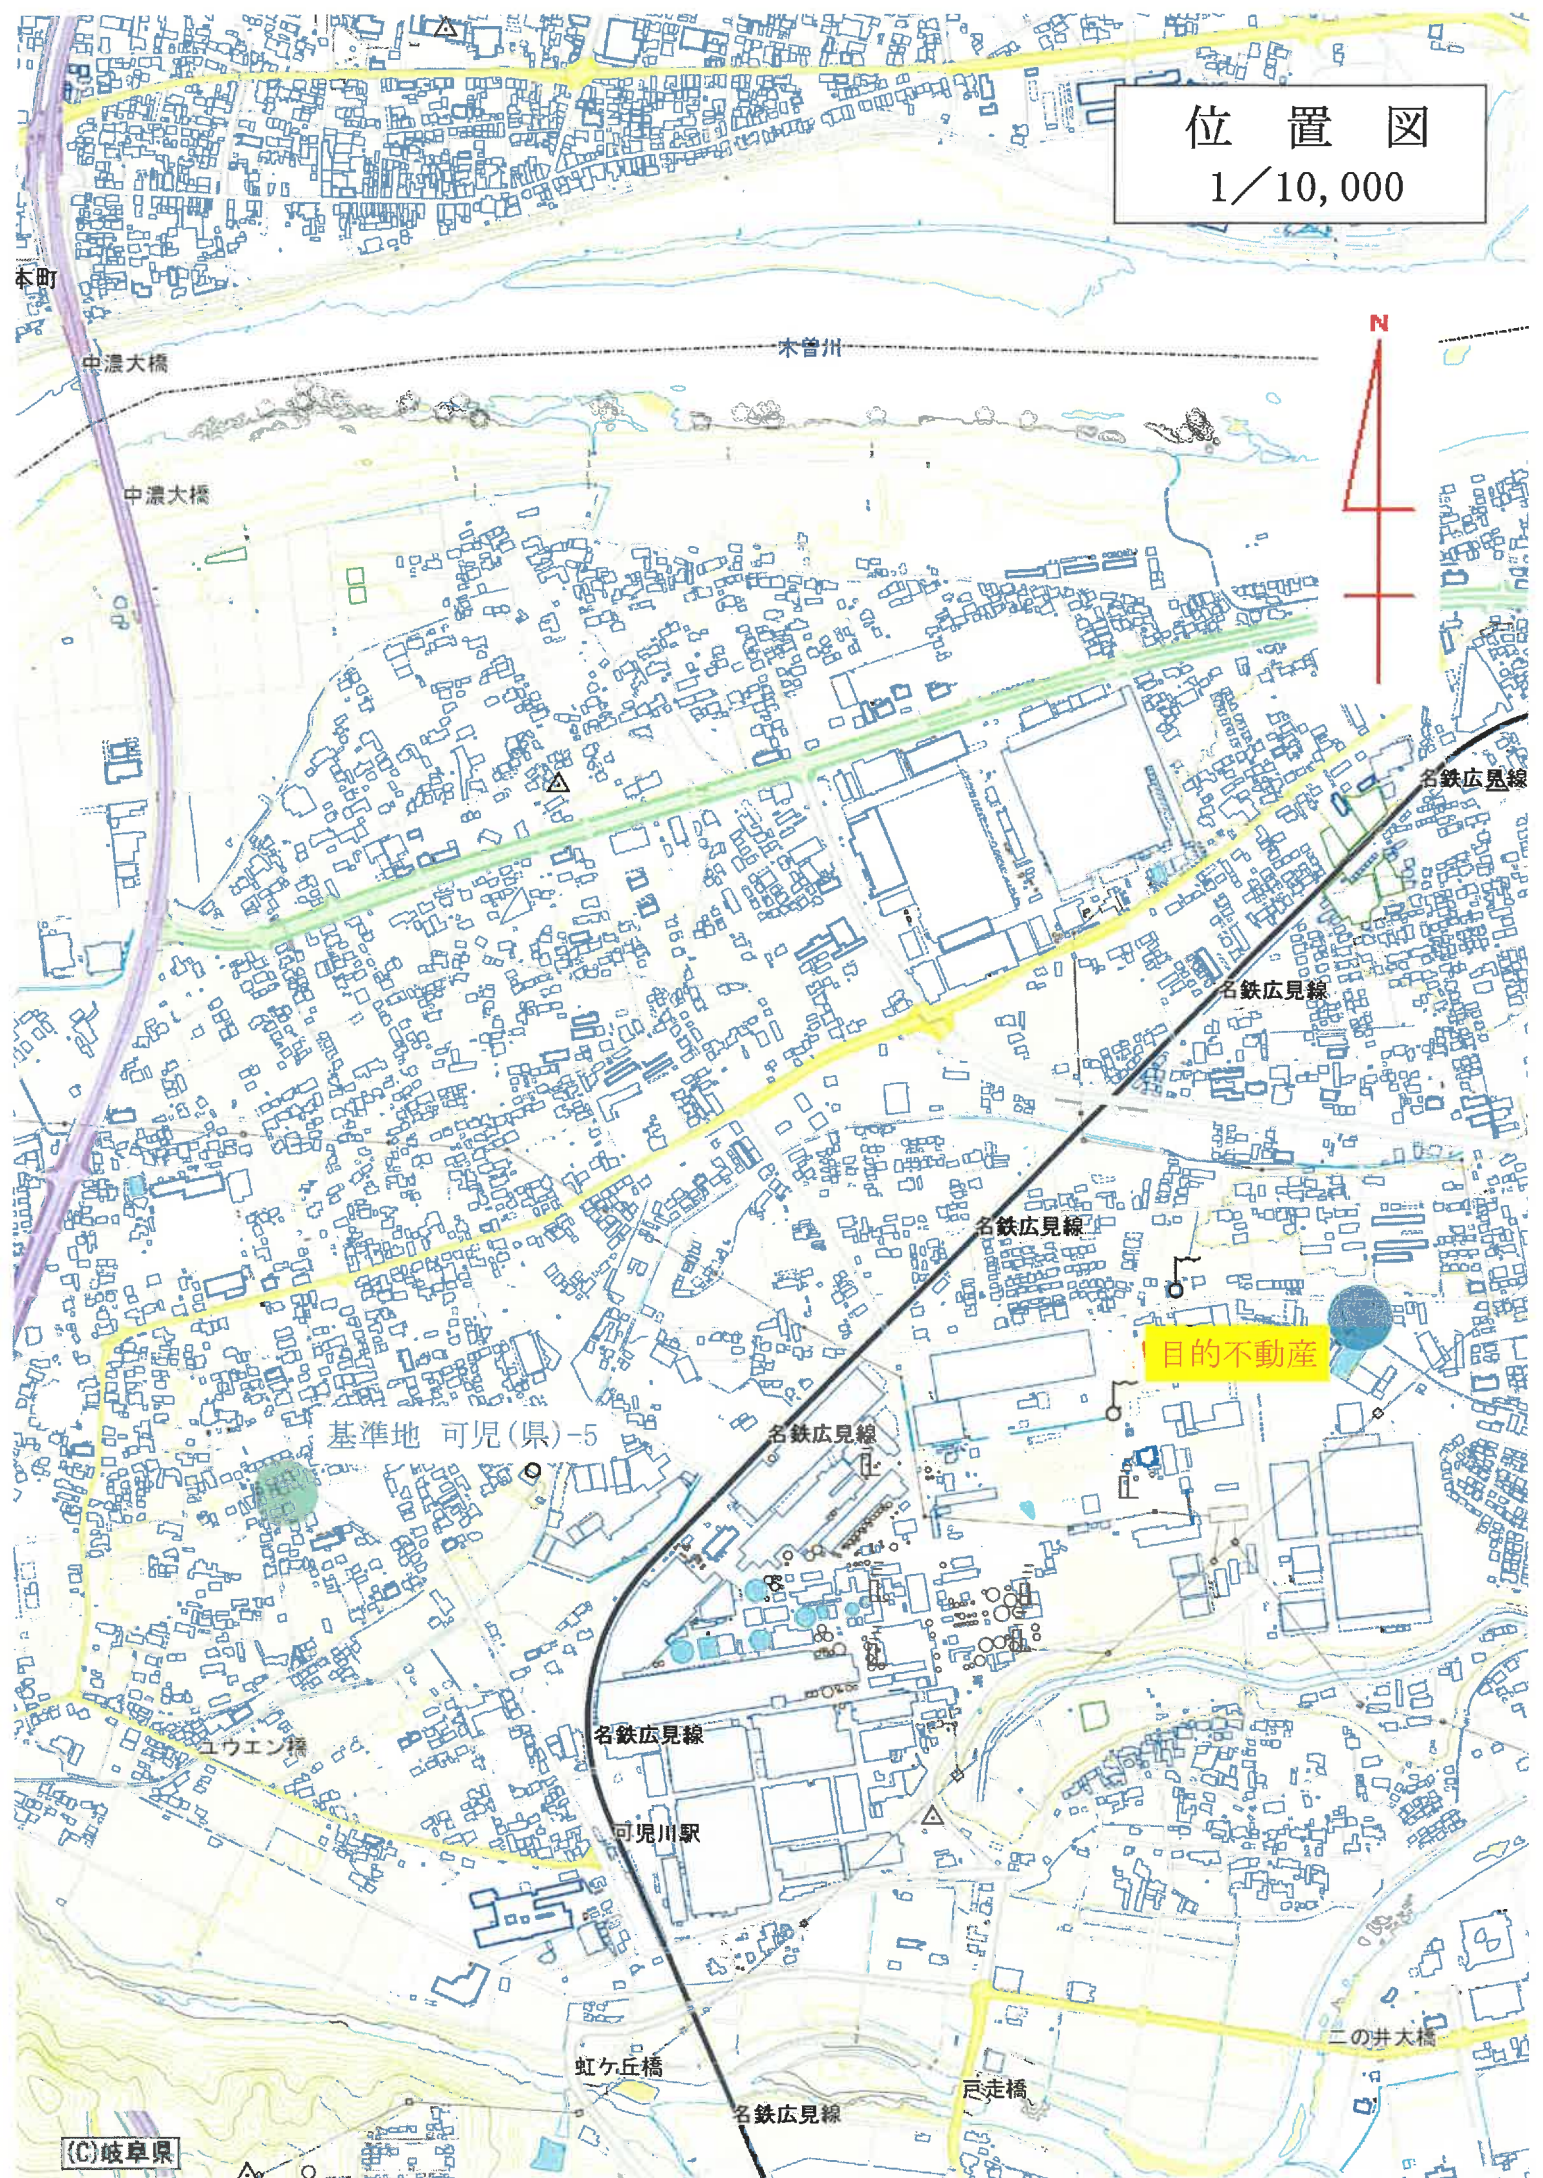 位 置 図
1/10,000
本町
N
木曽川
中濃大橋
中濃大橋
名鉄広見線
名鉄広見線
名鉄広見線
目的不動産
基準地 可児(県)-5
名鉄広見線
名鉄広見線
ユウエン橋
可児川駅
二の井大橋
虹ケ丘橋
戸走橋
名鉄広見線
(C)岐阜県